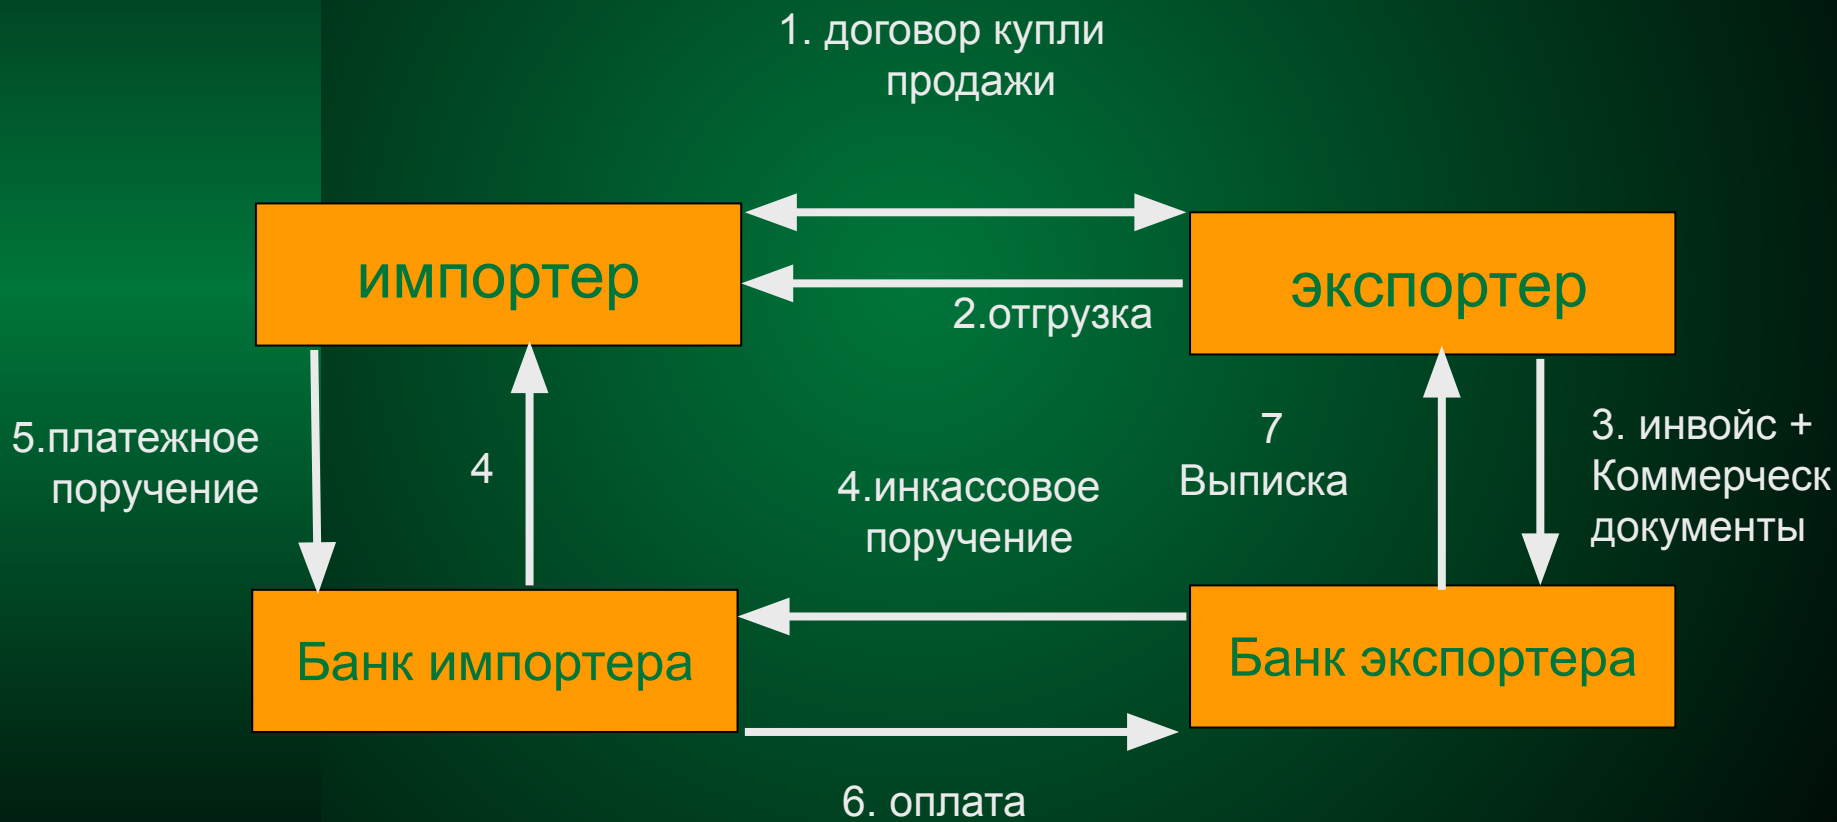 1. договор купли
продажи
импортер
экспортер
2.отгрузка
5.платежное
поручение
4
4.инкассовое
поручение
7
Выписка
3. инвойс +
Коммерческ
документы
Банк импортера
Банк экспортера
6. оплата